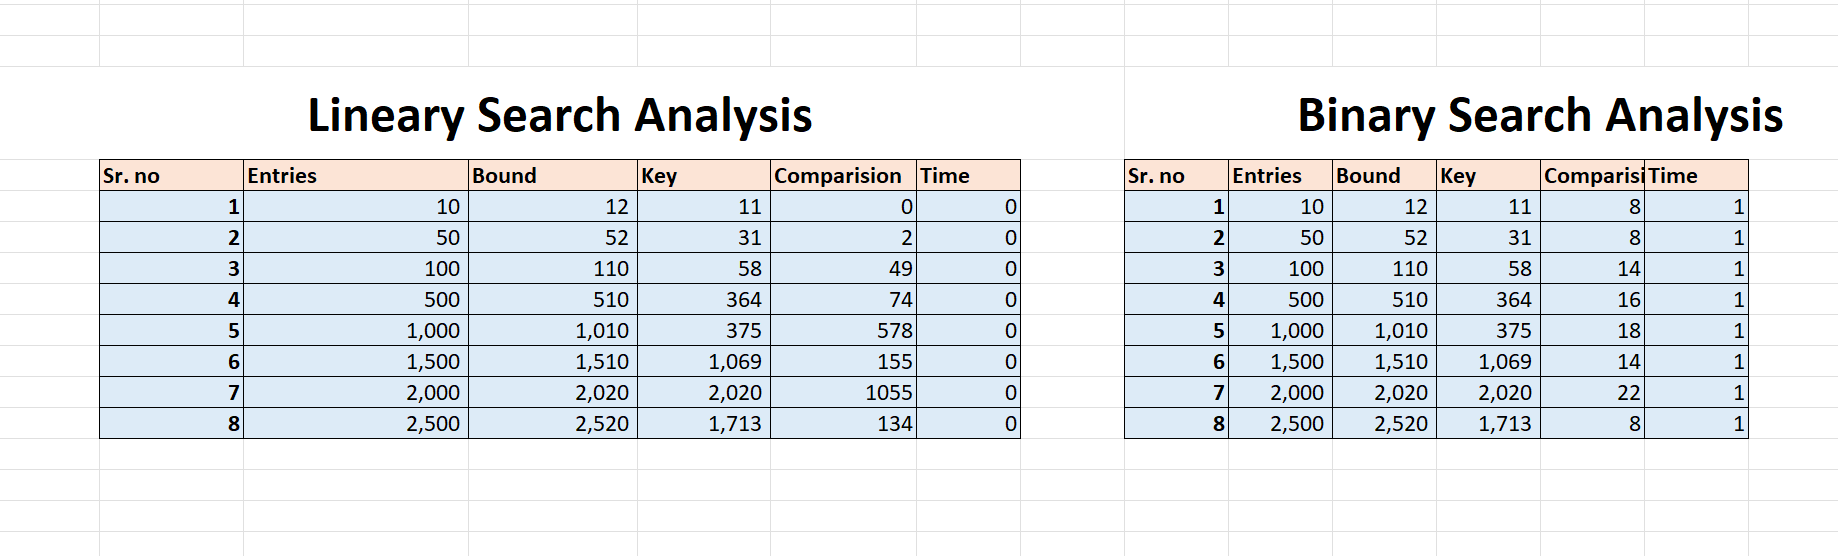 Lineary Search Analysis Binary Search Analysis
Sr. no Entries Bound Key Comparision Time Sr. no Entries Bound Key Comparisi Time
1 10 12 11 0 0 1 10 12 11 8 1
2 50 52 31 2 0 2 50 52 31 8 1
3 100 110 58 49 0 3 100 110 58 14 1
4 500 510 364 74 0 4 500 510 364 16 1
5 1,000 1,010 375 578 0 5 1,000 1,010 375 18 1
6 1,500 1,510 1,069 155 0 6 1,500 1,510 1,069 14 1
7 2,000 2,020 2,020 1055 0 7 2,000 2,020 2,020 22 1
8 2,500 2,520 1,713 134 0 8 2,500 2,520 1,713 8 1